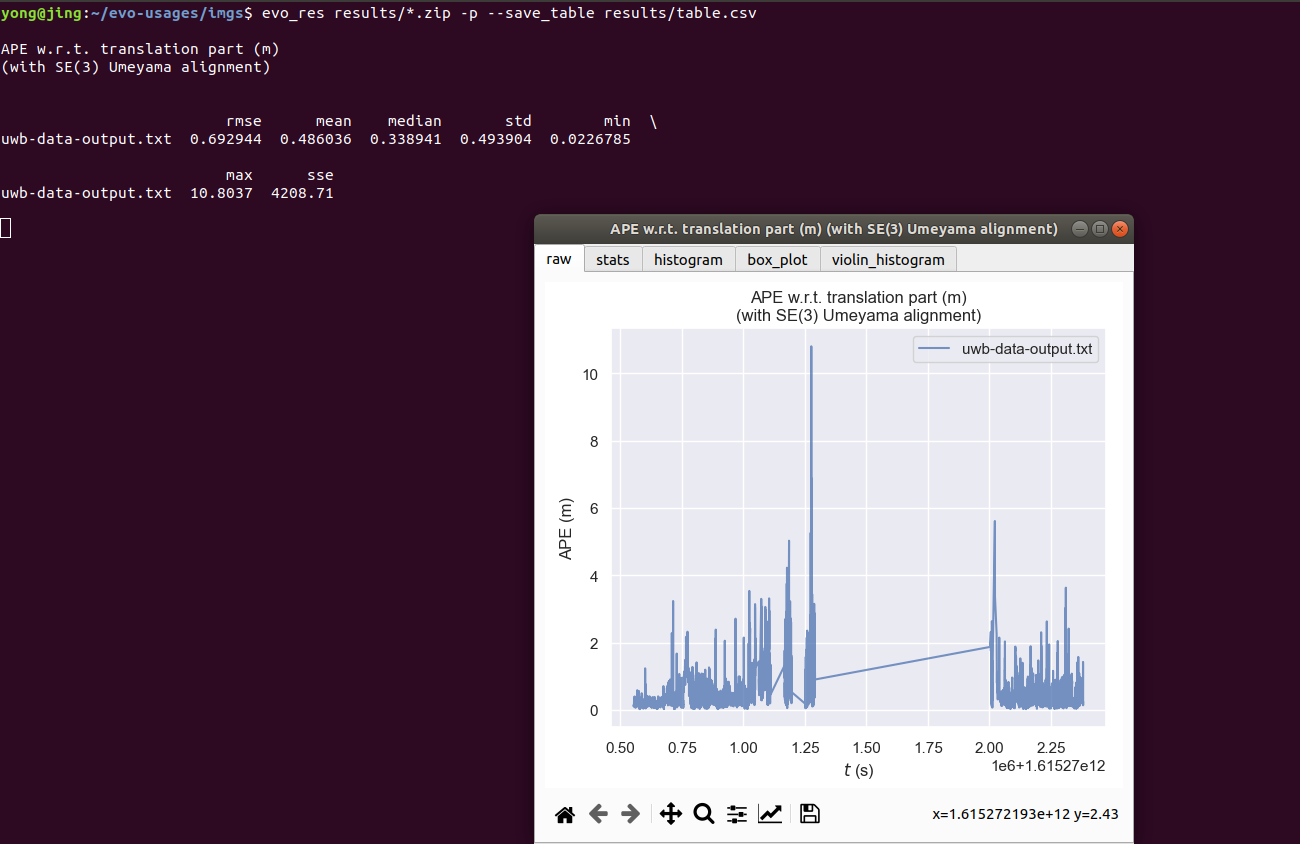 yong@jing:~/evo-usages/imgs$ evo_res results/*.zip -p --save_table results/table.csv
APE w.r.t. translation part (m)
(with SE(3) Umeyama alignment)
rmse mean median std min \
uwb-data-output.txt 0.692944 0.486036 0.338941 0.493904 0.0226785
max sse
uwb-data-output.txt 10.8037 4208.71
APE w.r.t. translation part (m) (with SE(3) Umeyama alignment)
raw stats histogram box_plot violin_histogram
APE w.r.t. translation part (m)
(with SE(3) Umeyama alignment)
uwb-data-output.txt
10
8
6
4
2
0
APE (m)
0.50 0.75 1.00 1.25 1.50 1.75 2.00 2.25
1e6+1.61527e12
t (s)
x=1.615272193e+12 y=2.43